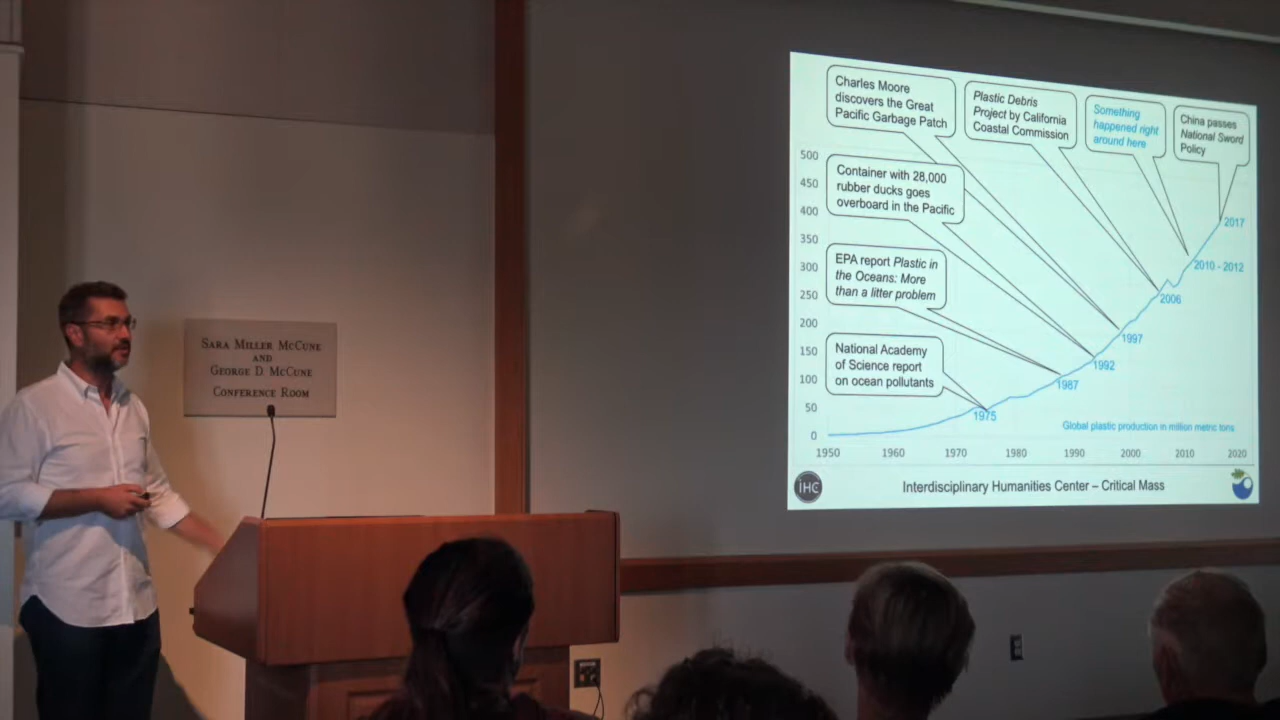 SARA MILLER MCCUNE
AND
GEORGE D. MCCUNE
CONFERENCE ROOM
Charles Moore
discovers the Great
Pacific Garbage Patch
Plastic Debris
Project by California
Coastal Commission
Something
happened right
around here
China passes
National Sword
Policy
Container with 28,000
rubber ducks goes
overboard in the Pacific
EPA report Plastic in
the Oceans: More
than a litter problem
National Academy
of Science report
on ocean pollutants
500
450
400
350
300
250
200
150
100
50
0
2017
2010 - 2012
2006
1997
1992
1987
1975
Global plastic production in million metric tons
1950 1960 1970 1980 1990 2000 2010 2020
iHC
Interdisciplinary Humanities Center – Critical Mass